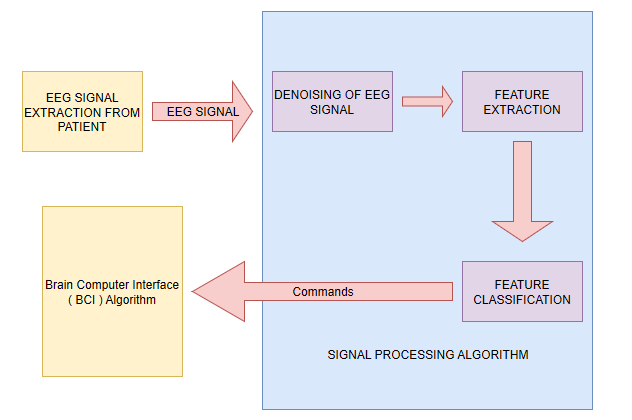 EEG SIGNAL
EXTRACTION FROM
PATIENT
EEG SIGNAL
DENOISING OF EEG
SIGNAL
FEATURE
EXTRACTION
FEATURE
CLASSIFICATION
Commands
Brain Computer Interface
( BCI ) Algorithm
SIGNAL PROCESSING ALGORITHM